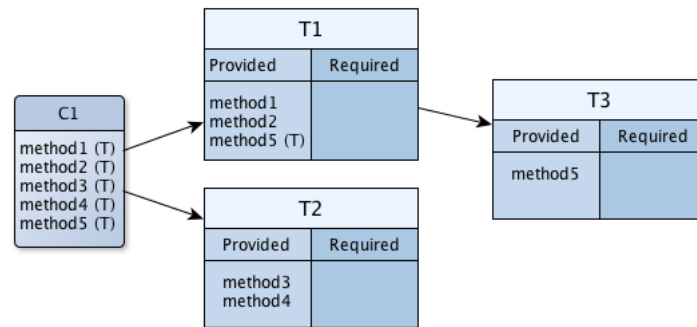 C1
method1 (T)
method2 (T)
method3 (T)
method4 (T)
method5 (T)
T1
Provided Required
method1
method2
method5 (T)
T2
Provided Required
method3
method4
T3
Provided Required
method5